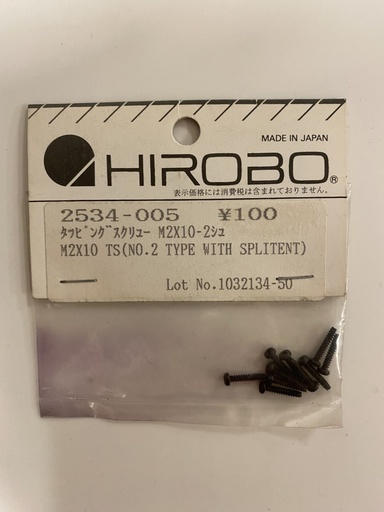 MADE IN JAPAN
HIROBO®
表示価格には消費税は含まれておりません。
2534-005 ¥100
ﾀｯﾋﾟﾝｸﾞｽｸﾘｭｰ M2X10-2ｼｭ
M2X10 TS(NO.2 TYPE WITH SPLITENT)
Lot No.1032134-50